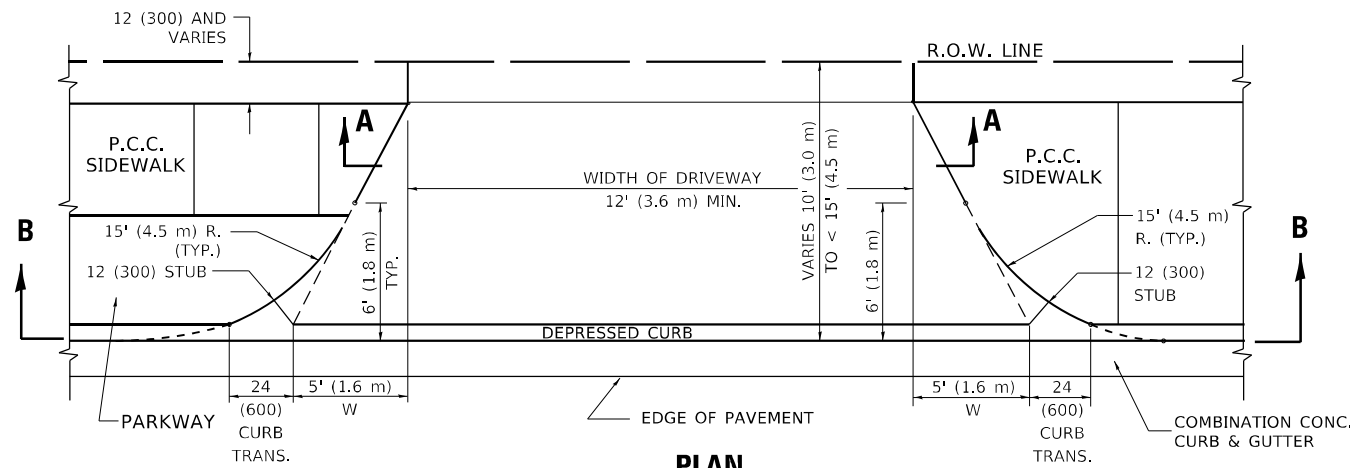 12 (300) AND
VARIES
R.O.W. LINE
A
A
P.C.C.
SIDEWALK
P.C.C.
SIDEWALK
WIDTH OF DRIVEWAY
12' (3.6 m) MIN.
VARIES 10' (3.0 m)
TO < 15' (4.5 m)
B
B
15' (4.5 m) R.
(TYP.)
12 (300) STUB
6' (1.8 m)
TYP.
6' (1.8 m)
15' (4.5 m)
R. (TYP.)
12 (300)
STUB
DEPRESSED CURB
PARKWAY
24
(600)
CURB
TRANS.
5' (1.6 m)
W
EDGE OF PAVEMENT
5' (1.6 m)
W
24
(600)
CURB
TRANS.
COMBINATION CONC.
CURB & GUTTER
PLAN